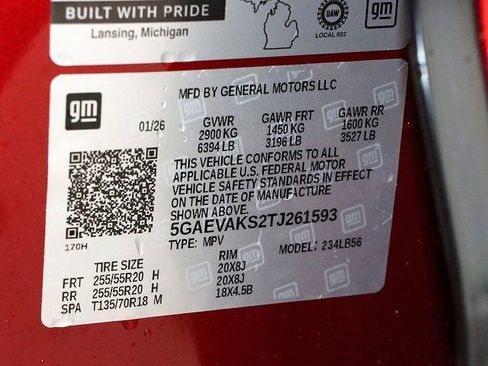 BUILT WITH PRIDE
Lansing, Michigan
UAW
LOCAL 602
gm
gm
MFD BY GENERAL MOTORS LLC
01/26
GVWR GAWR FRT GAWR RR
2900 KG 1450 KG 1600 KG
6394 LB 3196 LB 3527 LB
THIS VEHICLE CONFORMS TO ALL
APPLICABLE U.S. FEDERAL MOTOR
VEHICLE SAFETY STANDARDS IN EFFECT
ON THE DATE OF MANUFACTURE
SHOWN ABOVE.
5GAEVAKS2TJ261593
170H
TYPE: MPV MODEL: 234LB56
TIRE SIZE RIM
FRT 255/55R20 H 20X8J
RR 255/55R20 H 20X8J
SPA T135/70R18 M 18X4.5B